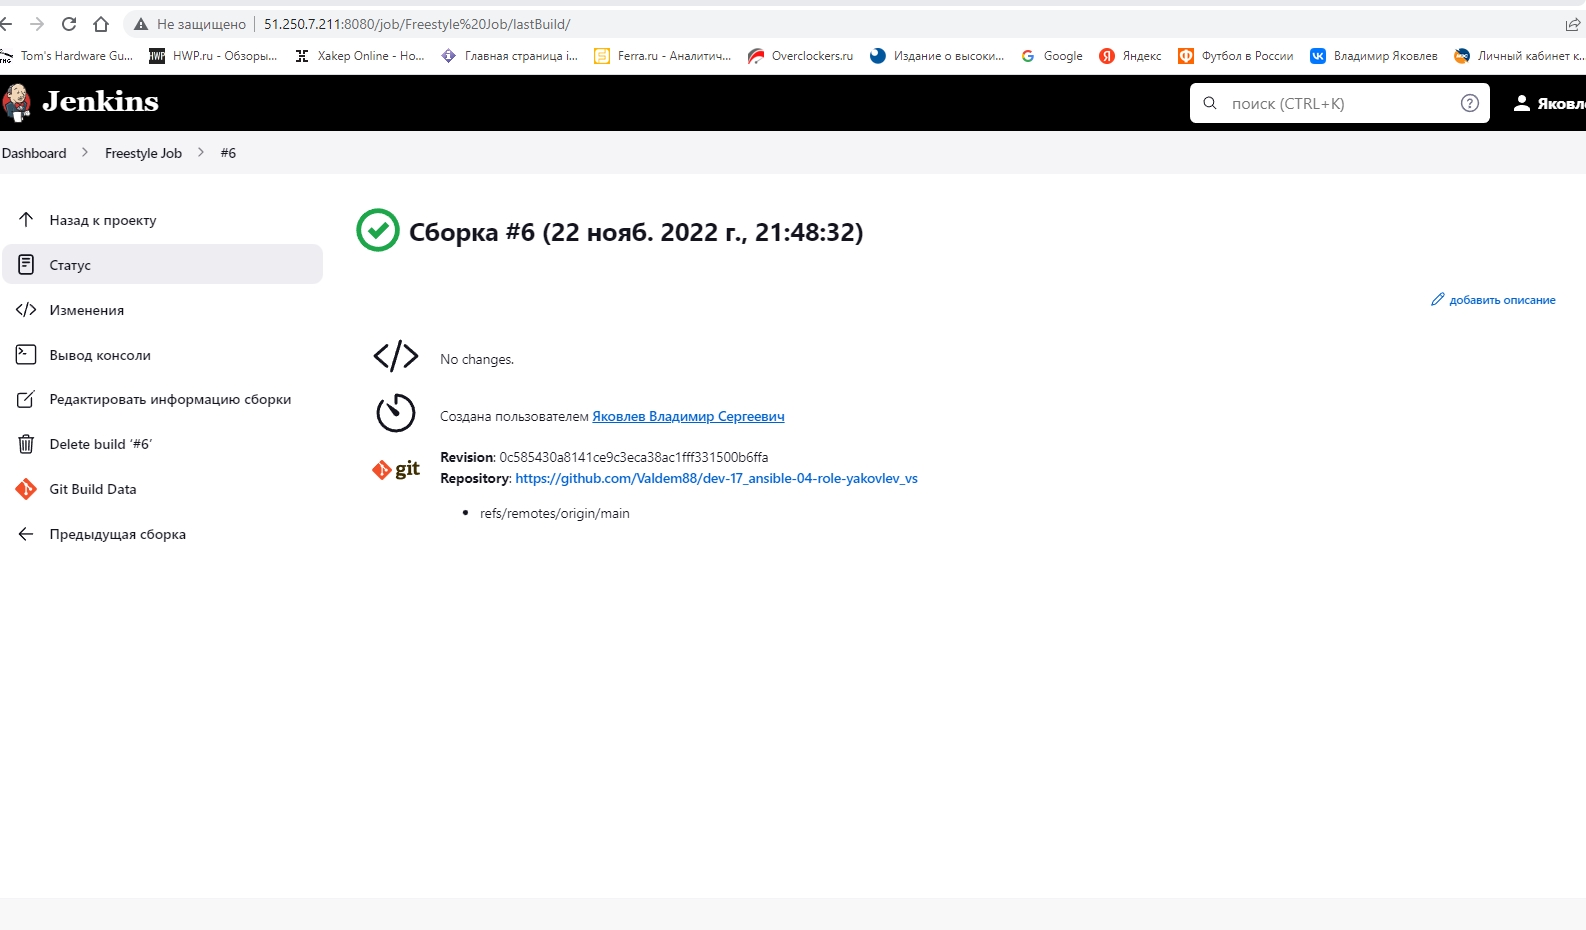 Не защищено 51.250.7.211:8080/job/Freestyle%20Job/lastBuild/
Tom's Hardware Gu... HWP HWP.ru - Обзоры... Хакер Online - Но... Главная страница i... Ferra.ru - Аналитич... Overclockers.ru Издание о высоки... Google Яндекс Футбол в России Владимир Яковлев Личный кабинет к...
Jenkins поиск (CTRL+K) Яковл
Dashboard Freestyle Job #6
Назад к проекту
Сборка #6 (22 нояб. 2022 г., 21:48:32)
Статус
добавить описание
Изменения
No changes.
Вывод консоли
Редактировать информацию сборки
Создана пользователем Яковлев Владимир Сергеевич
Delete build ‘#6’
git
Revision: 0c585430a8141ce9c3eca38ac1fff331500b6ffa
Repository: https://github.com/Valdem88/dev-17_ansible-04-role-yakovlev_vs
Git Build Data
refs/remotes/origin/main
Предыдущая сборка